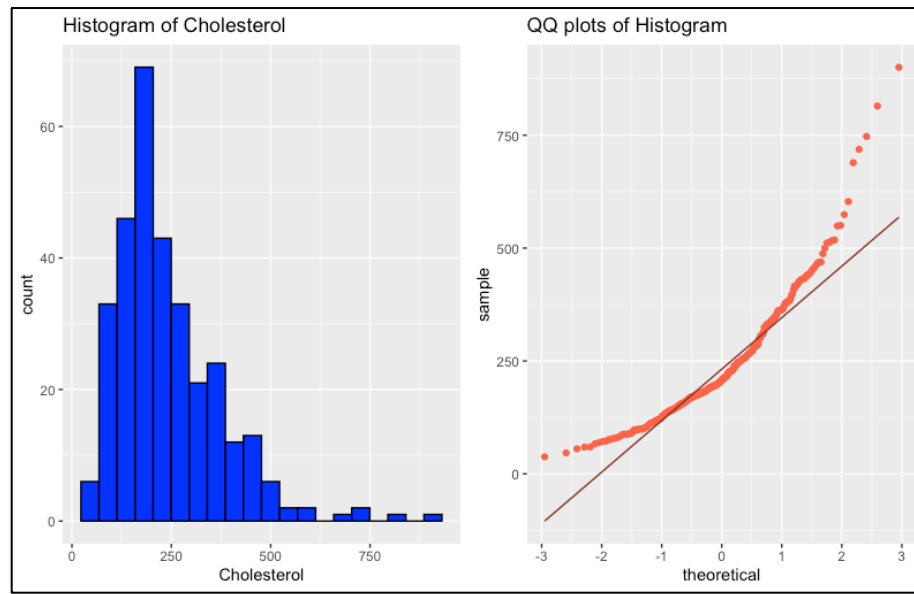 Histogram of Cholesterol
60
40
20
0
count
0 250 500 750
Cholesterol
QQ plots of Histogram
750
500
250
0
sample
-3 -2 -1 0 1 2 3
theoretical